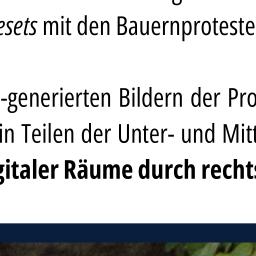 esets mit den Bauernproteste
-generierten Bildern der Pro
in Teilen der Unter- und Mitt
gitaler Räume durch rechts